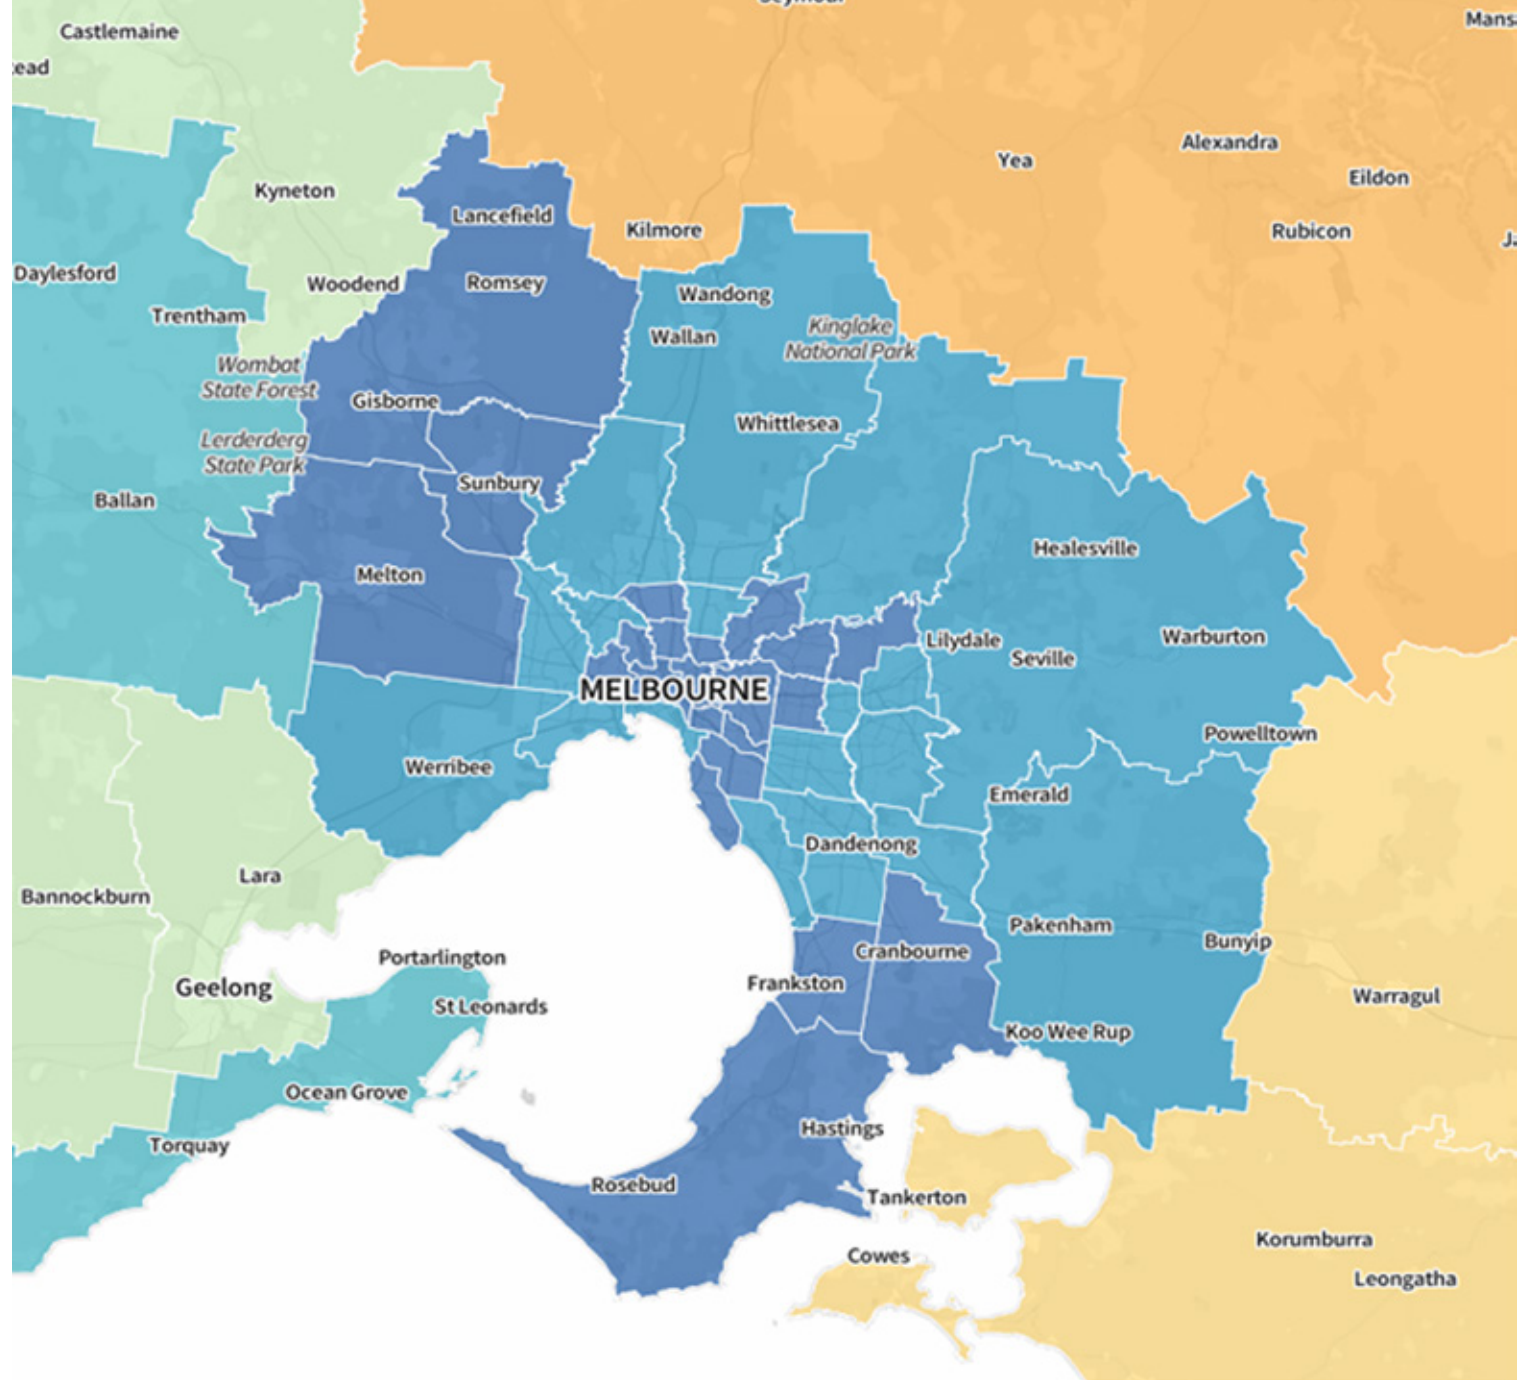 Castlemaine
Kyneton
Lancefield
Kilmore
Yea
Alexandra
Eildon
Rubicon
Daylesford
Woodend
Romsey
Wandong
Trentham
Wallan
Kinglake
National Park
Wombat
State Forest
Gisborne
Whittlesea
Lerderderg
State Park
Sunbury
Ballan
Healesville
Melton
Lilydale
Warburton
Seville
MELBOURNE
Powelltown
Werribee
Emerald
Dandenong
Lara
Bannockburn
Pakenham
Bunyip
Portarlington
Cranbourne
Geelong
Frankston
Warragul
St Leonards
Koo Wee Rup
Ocean Grove
Hastings
Torquay
Rosebud
Tankerton
Korumburra
Cowes
Leongatha